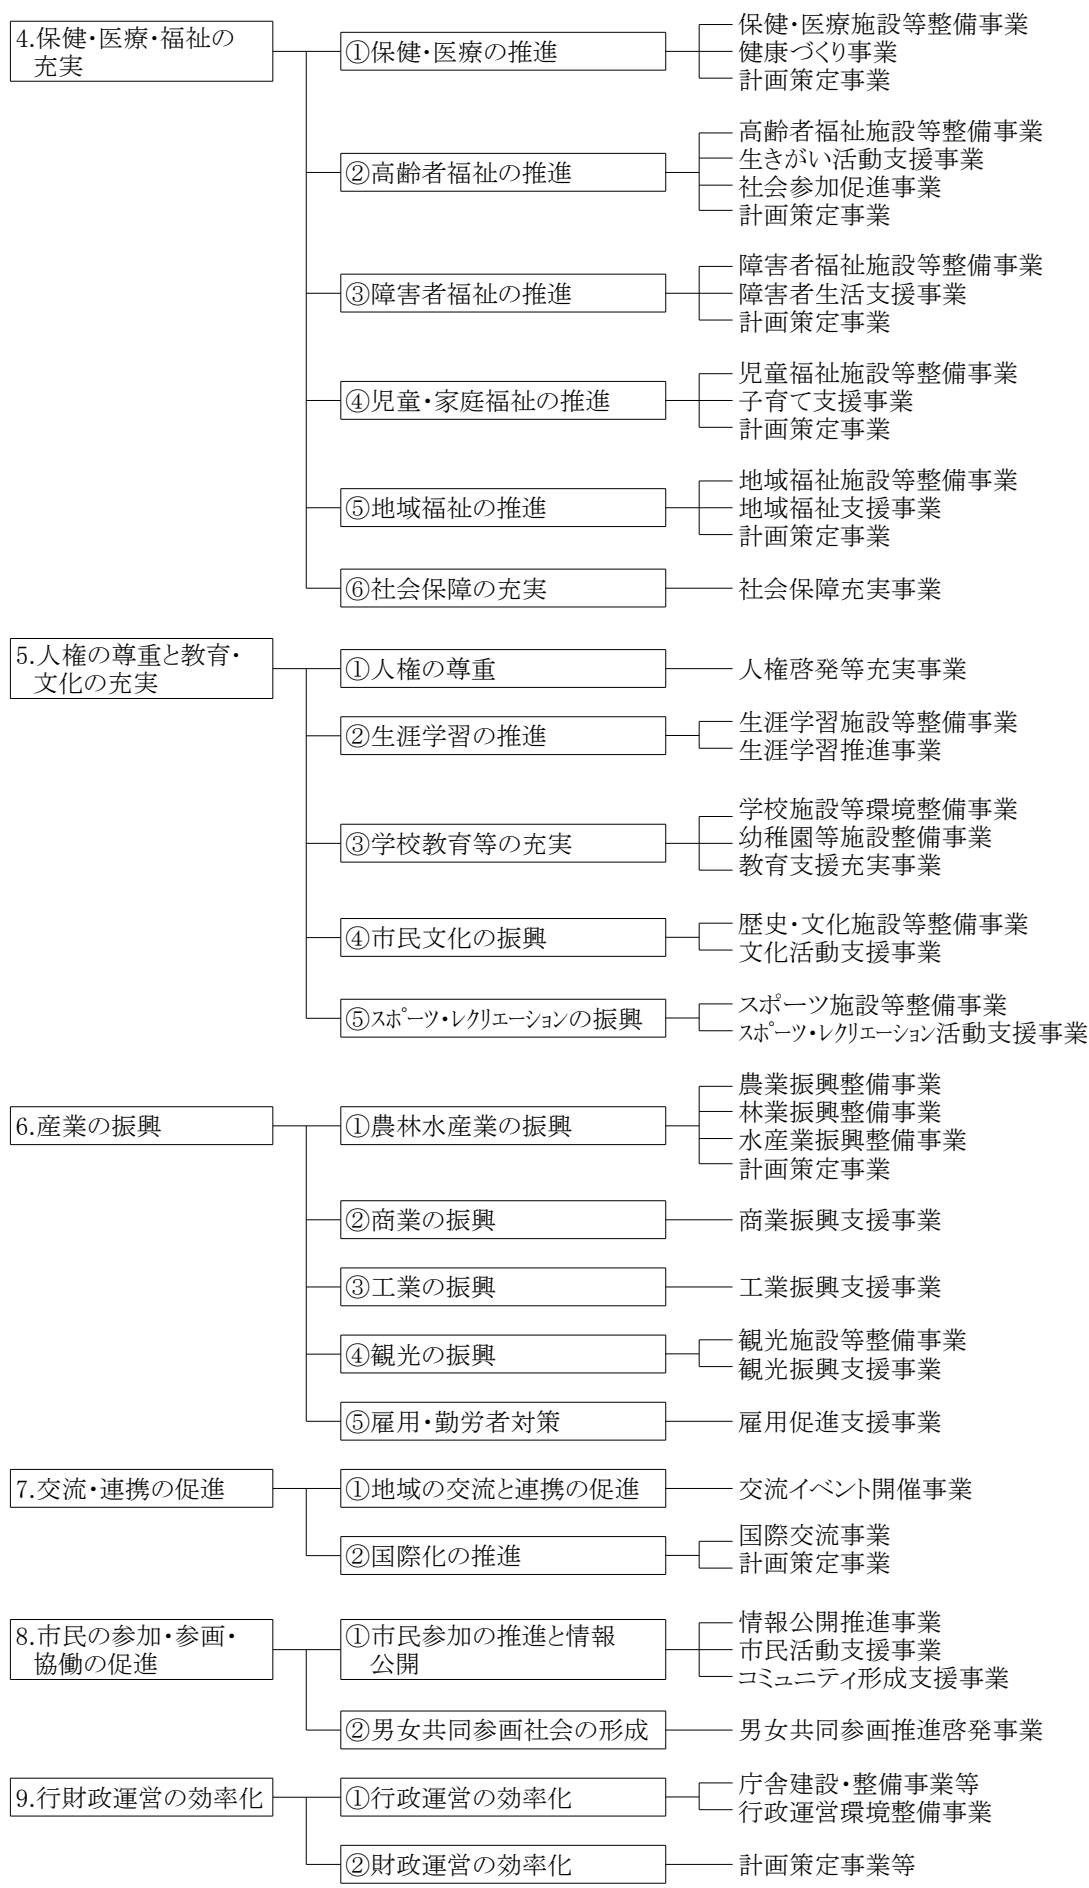 4.保健・医療・福祉の
充実
①保健・医療の推進
保健・医療施設等整備事業
健康づくり事業
計画策定事業
②高齢者福祉の推進
高齢者福祉施設等整備事業
生きがい活動支援事業
社会参加促進事業
計画策定事業
③障害者福祉の推進
障害者福祉施設等整備事業
障害者生活支援事業
計画策定事業
④児童・家庭福祉の推進
児童福祉施設等整備事業
子育て支援事業
計画策定事業
⑤地域福祉の推進
地域福祉施設等整備事業
地域福祉支援事業
計画策定事業
⑥社会保障の充実
社会保障充実事業
5.人権の尊重と教育・
文化の充実
①人権の尊重
人権啓発等充実事業
②生涯学習の推進
生涯学習施設等整備事業
生涯学習推進事業
③学校教育等の充実
学校施設等環境整備事業
幼稚園等施設整備事業
教育支援充実事業
④市民文化の振興
歴史・文化施設等整備事業
文化活動支援事業
⑤スポーツ・レクリエーションの振興
スポーツ施設等整備事業
スポーツ・レクリエーション活動支援事業
6.産業の振興
①農林水産業の振興
農業振興整備事業
林業振興整備事業
水産業振興整備事業
計画策定事業
②商業の振興
商業振興支援事業
③工業の振興
工業振興支援事業
④観光の振興
観光施設等整備事業
観光振興支援事業
⑤雇用・勤労者対策
雇用促進支援事業
7.交流・連携の促進
①地域の交流と連携の促進
交流イベント開催事業
②国際化の推進
国際交流事業
計画策定事業
8.市民の参加・参画・
協働の促進
①市民参加の推進と情報
公開
情報公開推進事業
市民活動支援事業
コミュニティ形成支援事業
②男女共同参画社会の形成
男女共同参画推進啓発事業
9.行財政運営の効率化
①行政運営の効率化
庁舎建設・整備事業等
行政運営環境整備事業
②財政運営の効率化
計画策定事業等